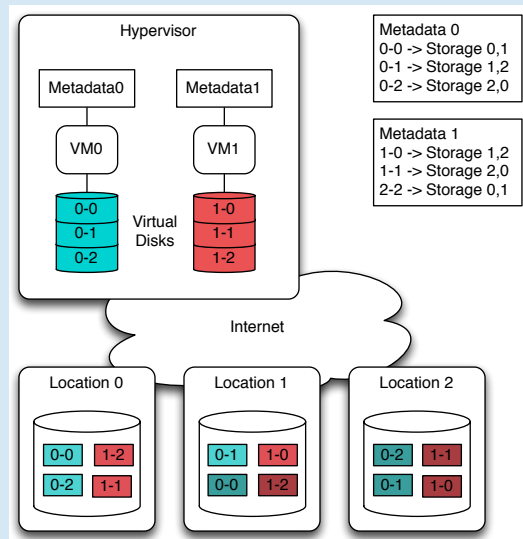 Hypervisor
Metadata0
Metadata1
VM0
VM1
0-0
0-1
0-2
Virtual
Disks
1-0
1-1
1-2
Metadata 0
0-0 -> Storage 0,1
0-1 -> Storage 1,2
0-2 -> Storage 2,0
Metadata 1
1-0 -> Storage 1,2
1-1 -> Storage 2,0
2-2 -> Storage 0,1
Internet
Location 0
0-0 1-2
0-2 1-1
Location 1
0-1 1-0
0-0 1-2
Location 2
0-2 1-1
0-1 1-0